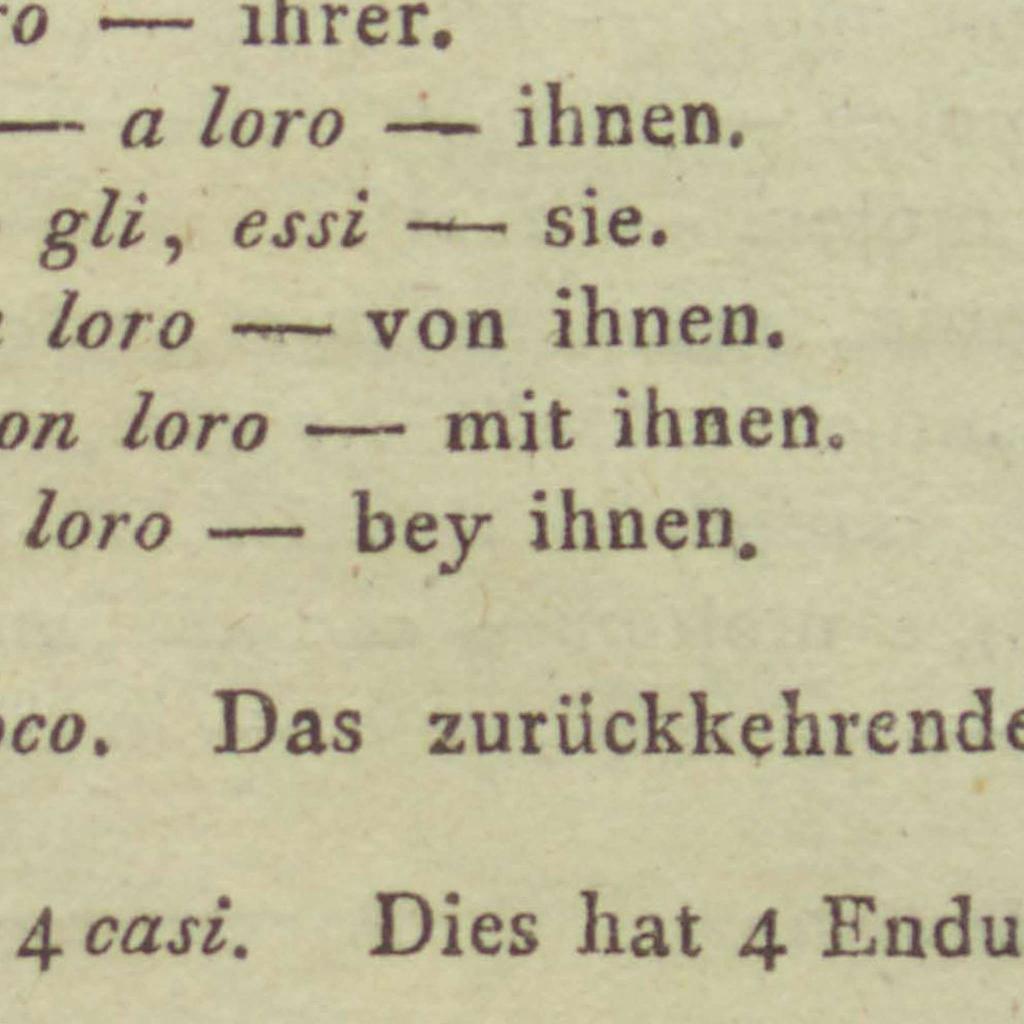 ro — ihrer.
— a loro — ihnen.
gli, essi — sie.
loro — von ihnen.
on loro — mit ihnen.
loro — bey ihnen.
oco. Das zurückkehrende
4 casi. Dies hat 4 Endu